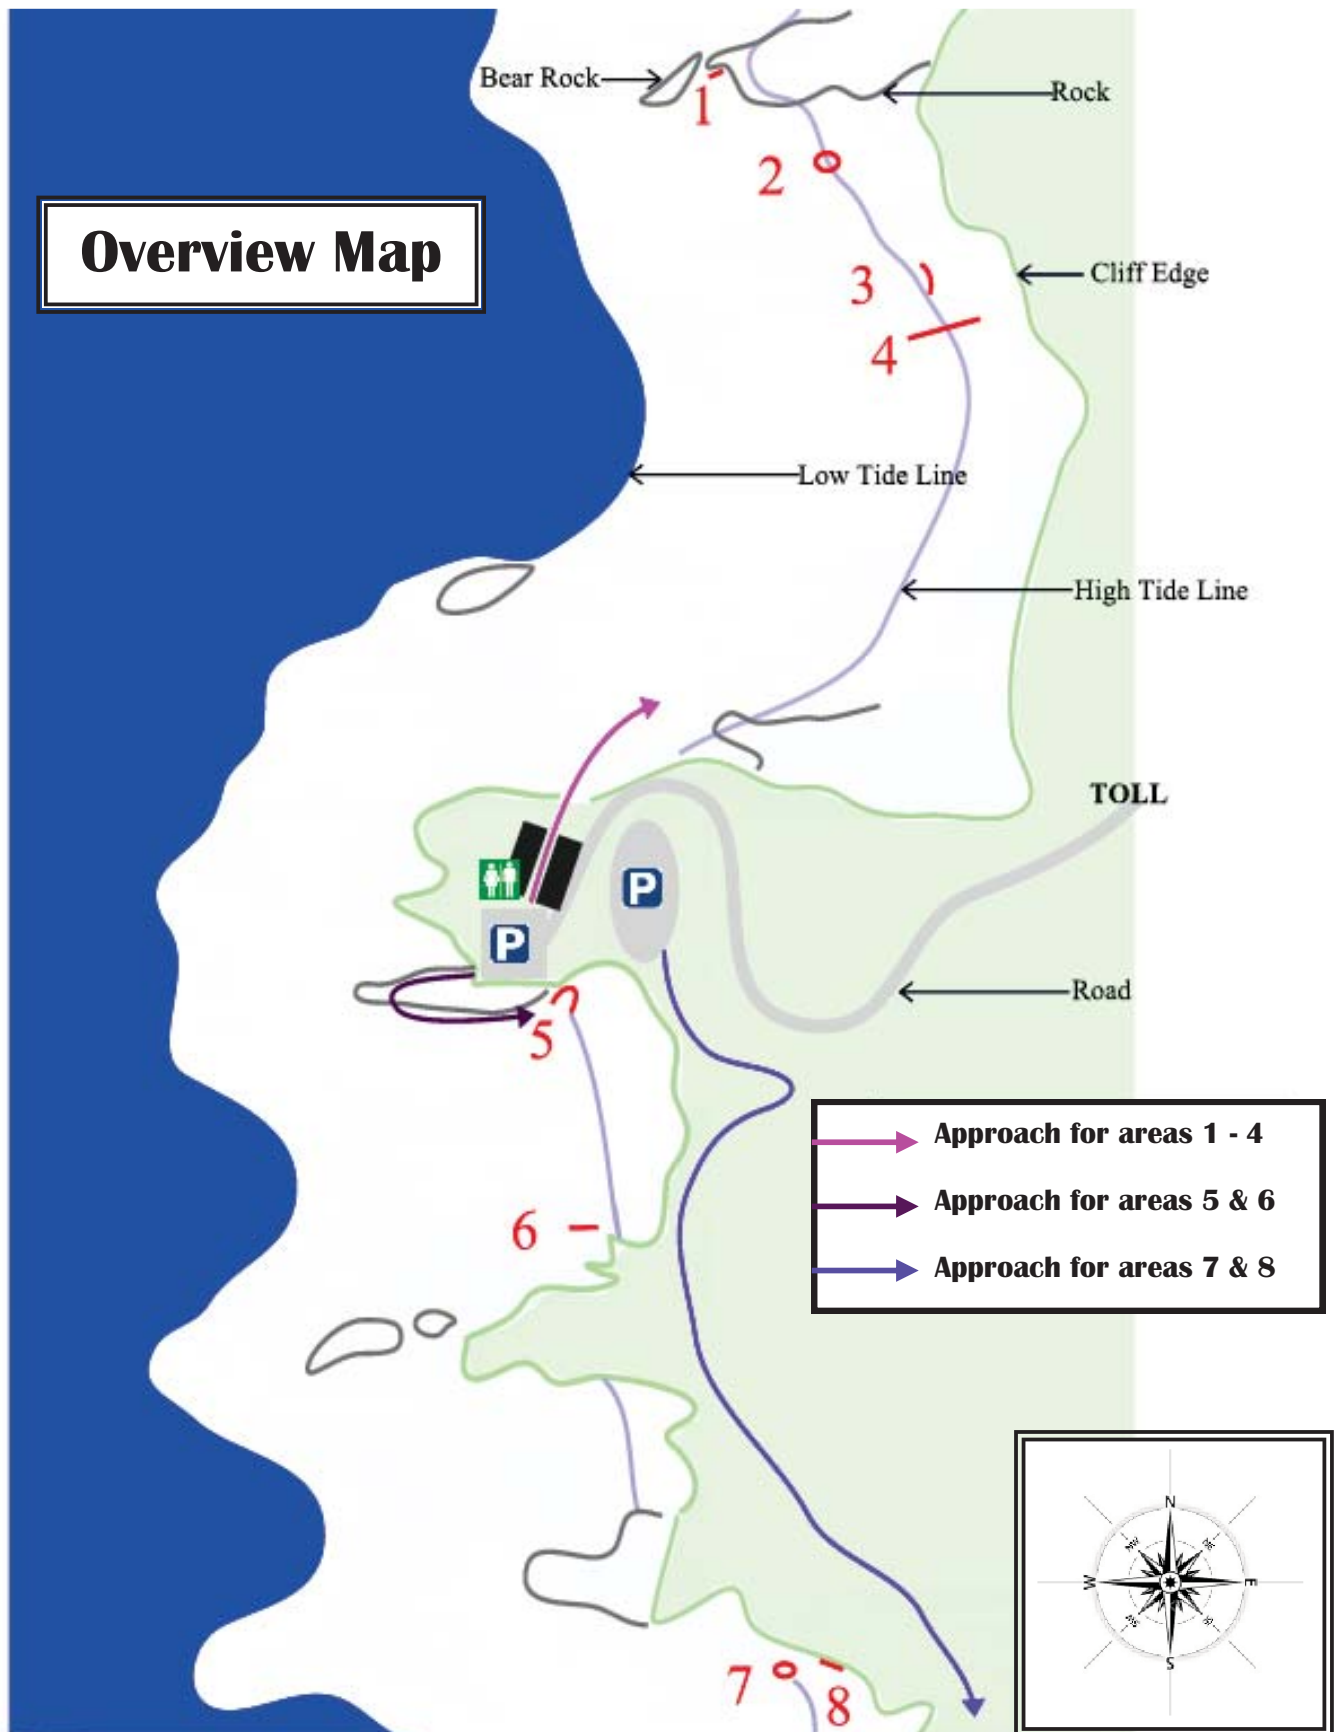 Bear Rock
1
Rock
2
Overview Map
3
Cliff Edge
4
Low Tide Line
High Tide Line
TOLL
P
P
Road
5
Approach for areas 1 - 4
Approach for areas 5 & 6
6
Approach for areas 7 & 8
N
NW
W
E
S
7
8